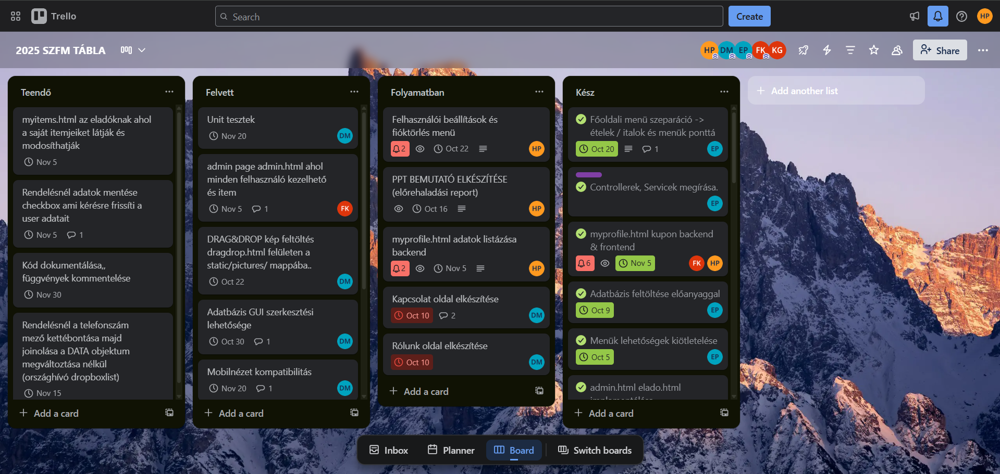 Trello
Search
Create
HP
2025 SZFM TÁBLA
HP DM EP FK KG
Share
Teendő
myitems.html az eladóknak ahol
a saját itemjeiket látják és
modosíthatják
Nov 5
Rendelésnél adatok mentése
checkbox ami kérésre frissíti a
user adatait
Nov 5 1
Kód dokumentálása,,
függvények kommentelése
Nov 30
Rendelésnél a telefonszám
mező kettébontása majd
joinolása a DATA objektum
megváltoztása nélkül
(országhívó dropboxlist)
Nov 15
Add a card
Felvett
Unit tesztek
Nov 20 DM
admin page admin.html ahol
minden felhasználó kezelhető
és item
Nov 5 1 FK
DRAG&DROP kép feltöltés
dragdrop.html felületen a
static/pictures/ mappába..
Oct 22 DM
Adatbázis GUI szerkesztési
lehetősége
Oct 30 1 DM
Mobilnézet kompatibilitás
Nov 20 1 DM
Add a card
Folyamatban
Felhasználói beállítások és
fióktörlés menü
2 Oct 22 HP
PPT BEMUTATÓ ELKÉSZÍTÉSE
(előrehaladási report)
Oct 16 HP
myprofile.html adatok listázása
backend
2 Nov 5 HP
Kapcsolat oldal elkészítése
Oct 10 2 DM
Rólunk oldal elkészítése
Oct 10 DM
Add a card
Kész
Főoldali menü szeparáció ->
ételek / italok és menük ponttá
Oct 20 1 EP
Controllerek, Servicek megírása.
EP
myprofile.html kupon backend
& frontend
6 Nov 5 FK HP
Adatbázis feltöltése előanyaggal
Oct 9 EP
Menük lehetőségek kiötletelése
Oct 5 EP
admin.html elado.html
Add a card
Add another list
Inbox
Planner
Board
Switch boards